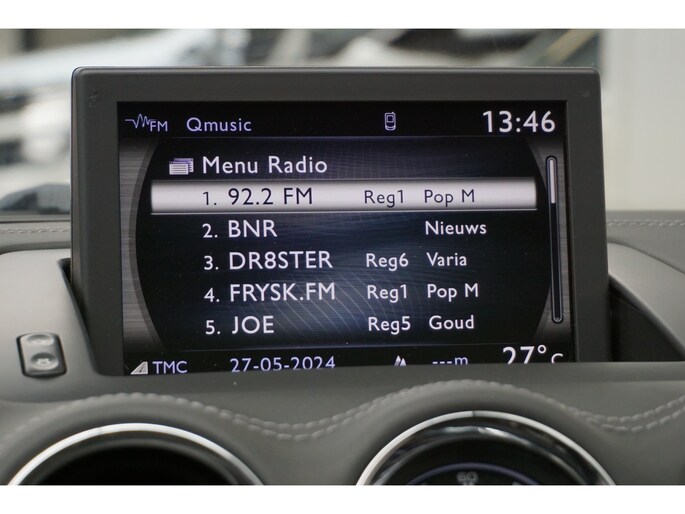 FM Qmusic 13:46
Menu Radio
1. 92.2 FM Reg1 Pop M
2. BNR Nieuws
3. DR8STER Reg6 Varia
4. FRYSK.FM Reg1 Pop M
5. JOE Reg5 Goud
TMC 27-05-2024 ---m 27°C